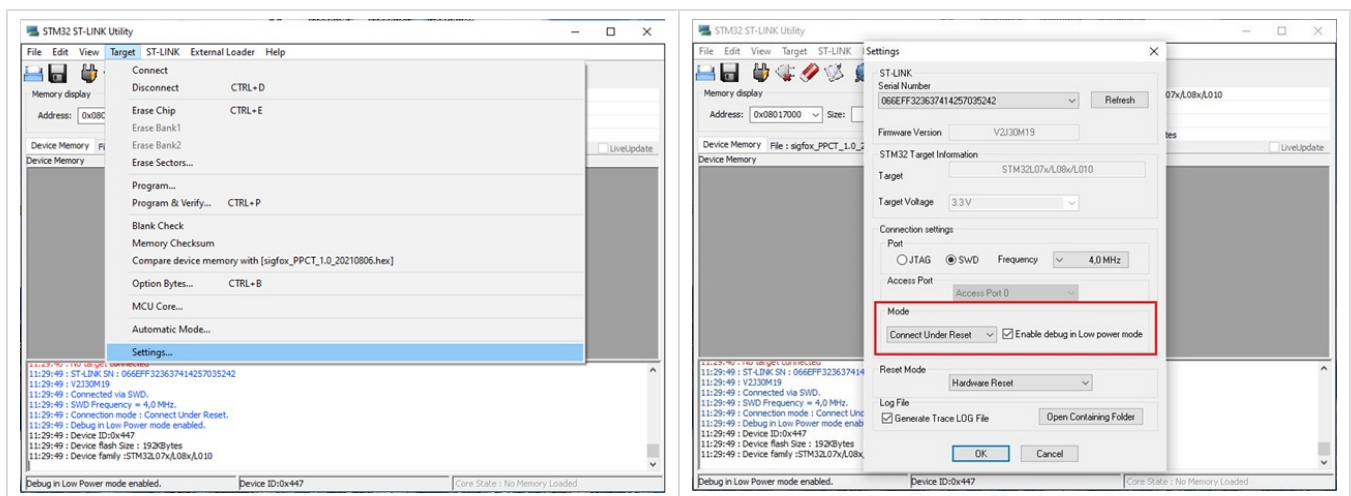 STM32 ST-LINK Utility
File Edit View Target ST-LINK External Loader Help
Connect
Disconnect CTRL+D
Memory display
Address: 0x080
Erase Chip CTRL+E
Erase Bank1
Erase Bank2
Device Memory
LiveUpdate
Device Memory
Erase Sectors...
Program...
Program & Verify... CTRL+P
Blank Check
Memory Checksum
Compare device memory with [sigfox_PPCT_1.0_20210806.hex]
Option Bytes... CTRL+B
MCU Core...
Automatic Mode...
Settings...
11:29:49 : ST-LINK SN : 066EFF323637414257035242
11:29:49 : V2J30M19
11:29:49 : Connected via SWD.
11:29:49 : SWD Frequency = 4,0 MHz.
11:29:49 : Connection mode : Connect Under Reset.
11:29:49 : Debug in Low Power mode enabled.
11:29:49 : Device ID:0x447
11:29:49 : Device flash Size : 192KBytes
11:29:49 : Device family :STM32L07x/L08x/L010
Debug in Low Power mode enabled. Device ID:0x447 Core State : No Memory Loaded
STM32 ST-LINK Utility
File Edit View Target ST-LINK
Memory display
Address: 0x08017000 Size:
07x/L08x/L010
tes
Device Memory File : sigfox_PPCT_1.0_2
LiveUpdate
Device Memory
Settings
ST-LINK
Serial Number
066EFF323637414257035242 Refresh
Firmware Version V2J30M19
STM32 Target Information
Target STM32L07x/L08x/L010
Target Voltage 3.3 V
Connection settings
Port
JTAG SWD Frequency 4,0 MHz
Access Port
Access Port 0
Mode
Connect Under Reset Enable debug in Low power mode
Reset Mode
Hardware Reset
Log File
Generate Trace LOG File Open Containing Folder
OK Cancel
11:29:49 : ST-LINK SN : 066EFF323637414
11:29:49 : V2J30M19
11:29:49 : Connected via SWD.
11:29:49 : SWD Frequency = 4,0 MHz.
11:29:49 : Connection mode : Connect Unc
11:29:49 : Debug in Low Power mode enab
11:29:49 : Device ID:0x447
11:29:49 : Device flash Size : 192KBytes
11:29:49 : Device family :STM32L07x/L08x
Debug in Low Power mode enabled. Device ID:0x447 Core State : No Memory Loaded